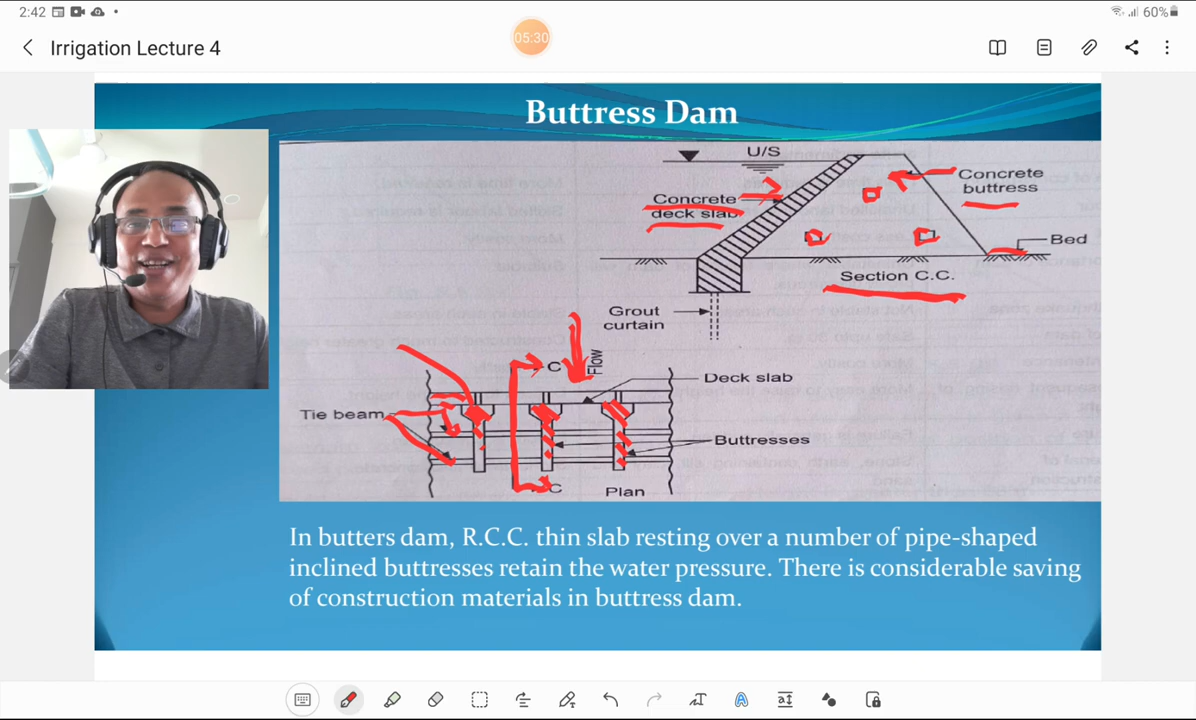 2:42
60%
05:30
Irrigation Lecture 4
Buttress Dam
U/S
Concrete
deck slab
Concrete
buttress
Bed
Section C.C.
Grout
curtain
C
Flow
Deck slab
Tie beam
Buttresses
C
Plan
In butters dam, R.C.C. thin slab resting over a number of pipe-shaped
inclined buttresses retain the water pressure. There is considerable saving
of construction materials in buttress dam.